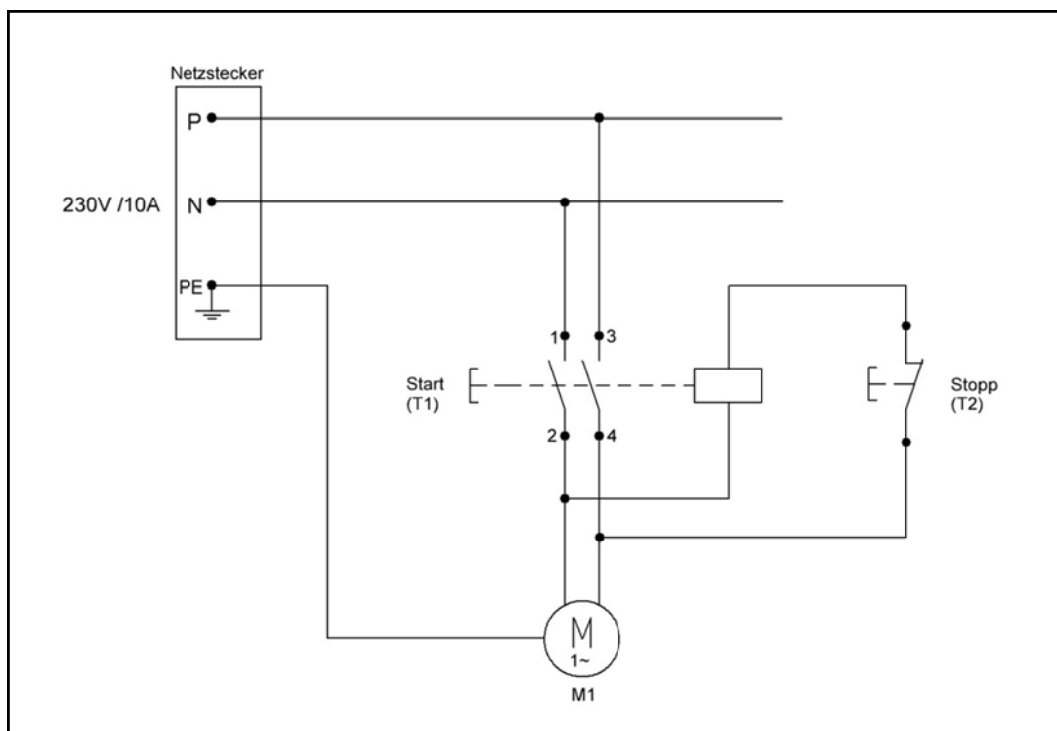 Netzstecker
P
230V /10A
N
PE
1
3
Start
(T1)
Stopp
(T2)
2
4
M
1~
M1